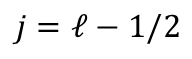 j = ℓ − 1/2